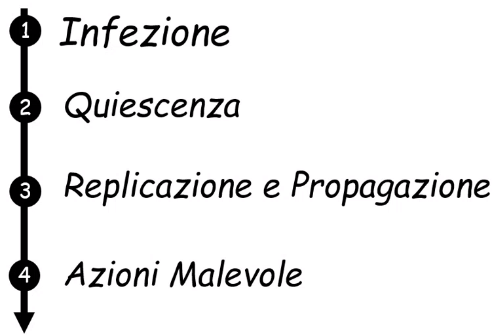 1 Infezione
2 Quiescenza
3 Replicazione e Propagazione
4 Azioni Malevole